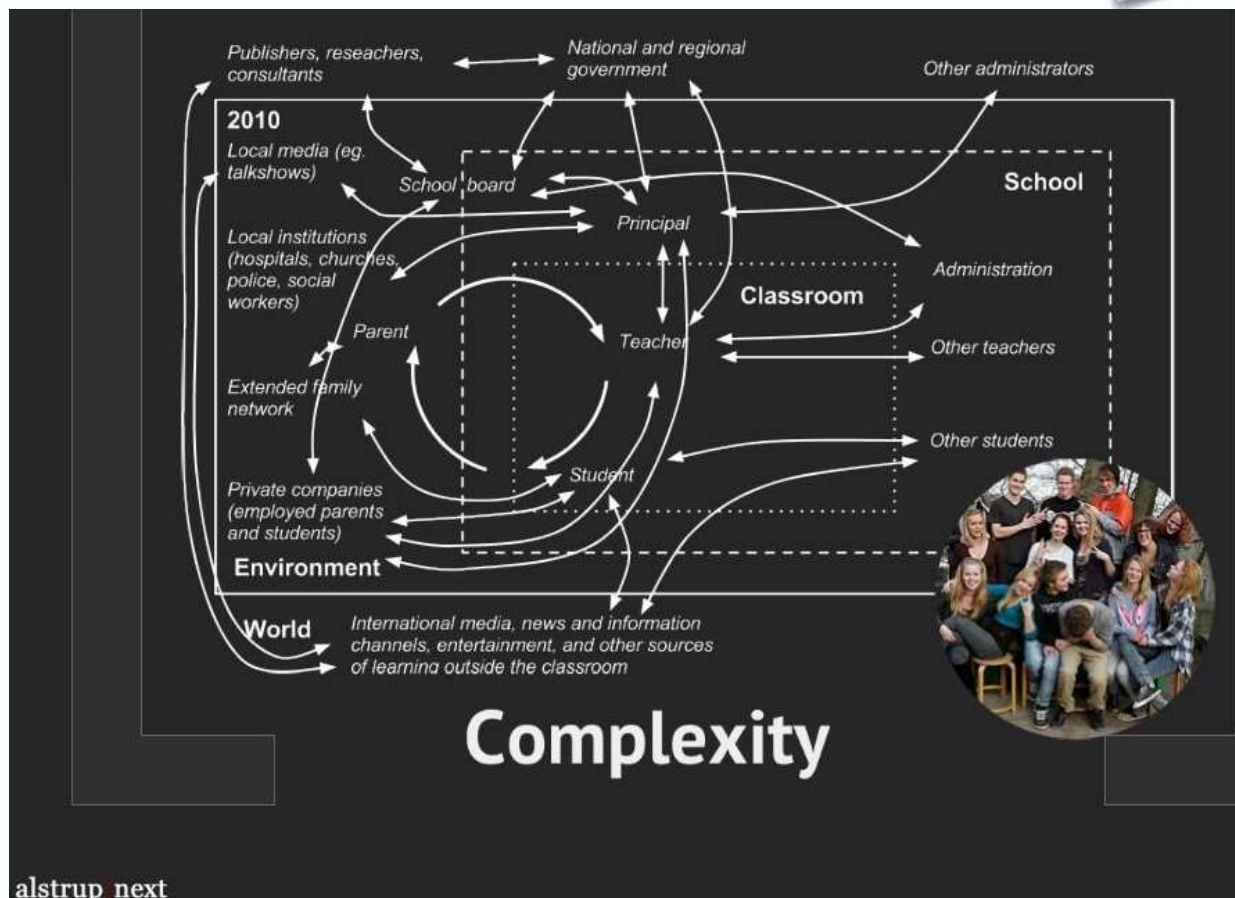 Publishers, reseachers,
consultants
National and regional
government
Other administrators
2010
Local media (eg.
talkshows)
School board
School
Principal
Local institutions
(hospitals, churches,
police, social
workers)
Administration
Classroom
Parent
Teacher
Other teachers
Extended family
network
Other students
Student
Private companies
(employed parents
and students)
Environment
World
International media, news and information
channels, entertainment, and other sources
of learning outside the classroom
Complexity
alstrup next